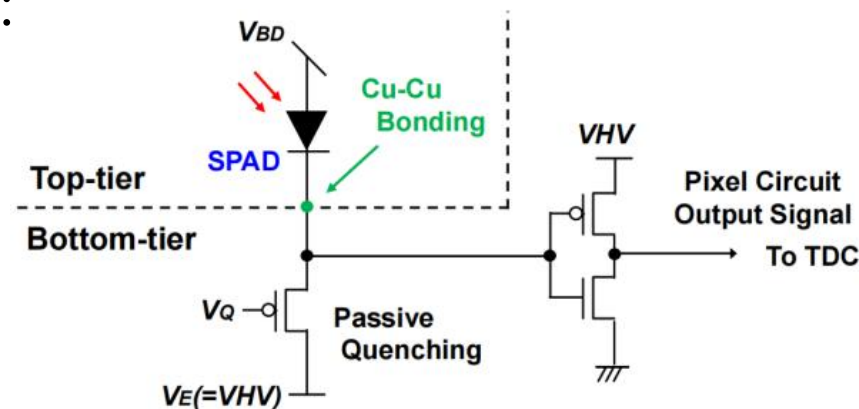 VBD
Cu-Cu
Bonding
SPAD
VHV
Top-tier
Pixel Circuit
Output Signal
Bottom-tier
To TDC
VQ
Passive
Quenching
VE(=VHV)